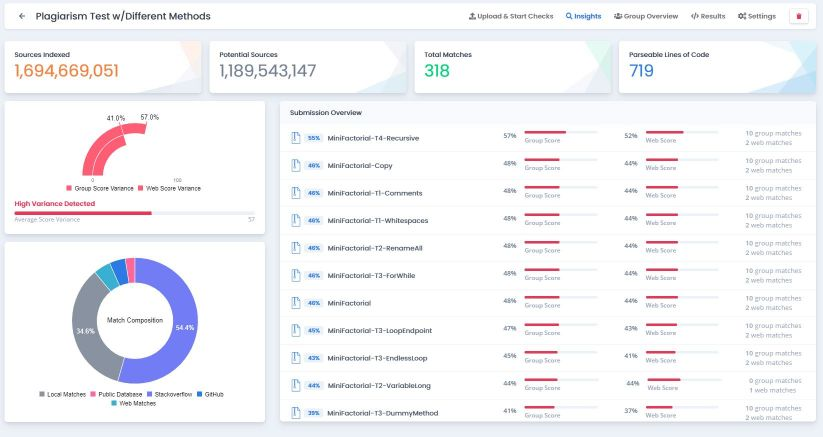 Plagiarism Test w/Different Methods
Upload & Start Checks
Insights
Group Overview
Results
Settings
Sources Indexed
1,694,669,051
Potential Sources
1,189,543,147
Total Matches
318
Parseable Lines of Code
719
41.0%
57.0%
0
100
Group Score Variance
Web Score Variance
High Variance Detected
Average Score Variance
57
34.6%
Match Composition
54.4%
Local Matches
Public Database
Stackoverflow
GitHub
Web Matches
Submission Overview
55% MiniFactorial-T4-Recursive 57% Group Score 52% Web Score 10 group matches
2 web matches
46% MiniFactorial-Copy 48% Group Score 44% Web Score 10 group matches
2 web matches
46% MiniFactorial-T1-Comments 48% Group Score 44% Web Score 10 group matches
2 web matches
46% MiniFactorial-T1-Whitespaces 48% Group Score 44% Web Score 10 group matches
2 web matches
46% MiniFactorial-T2-RenameAll 48% Group Score 44% Web Score 10 group matches
2 web matches
46% MiniFactorial-T3-ForWhile 48% Group Score 44% Web Score 10 group matches
2 web matches
46% MiniFactorial 48% Group Score 44% Web Score 10 group matches
2 web matches
45% MiniFactorial-T3-LoopEndpoint 47% Group Score 43% Web Score 10 group matches
2 web matches
43% MiniFactorial-T3-EndlessLoop 45% Group Score 41% Web Score 10 group matches
2 web matches
44% MiniFactorial-T2-VariableLong 44% Group Score 44% Web Score 0 group matches
1 web matches
39% MiniFactorial-T3-DummyMethod 41% Group Score 37% Web Score 10 group matches
2 web matches